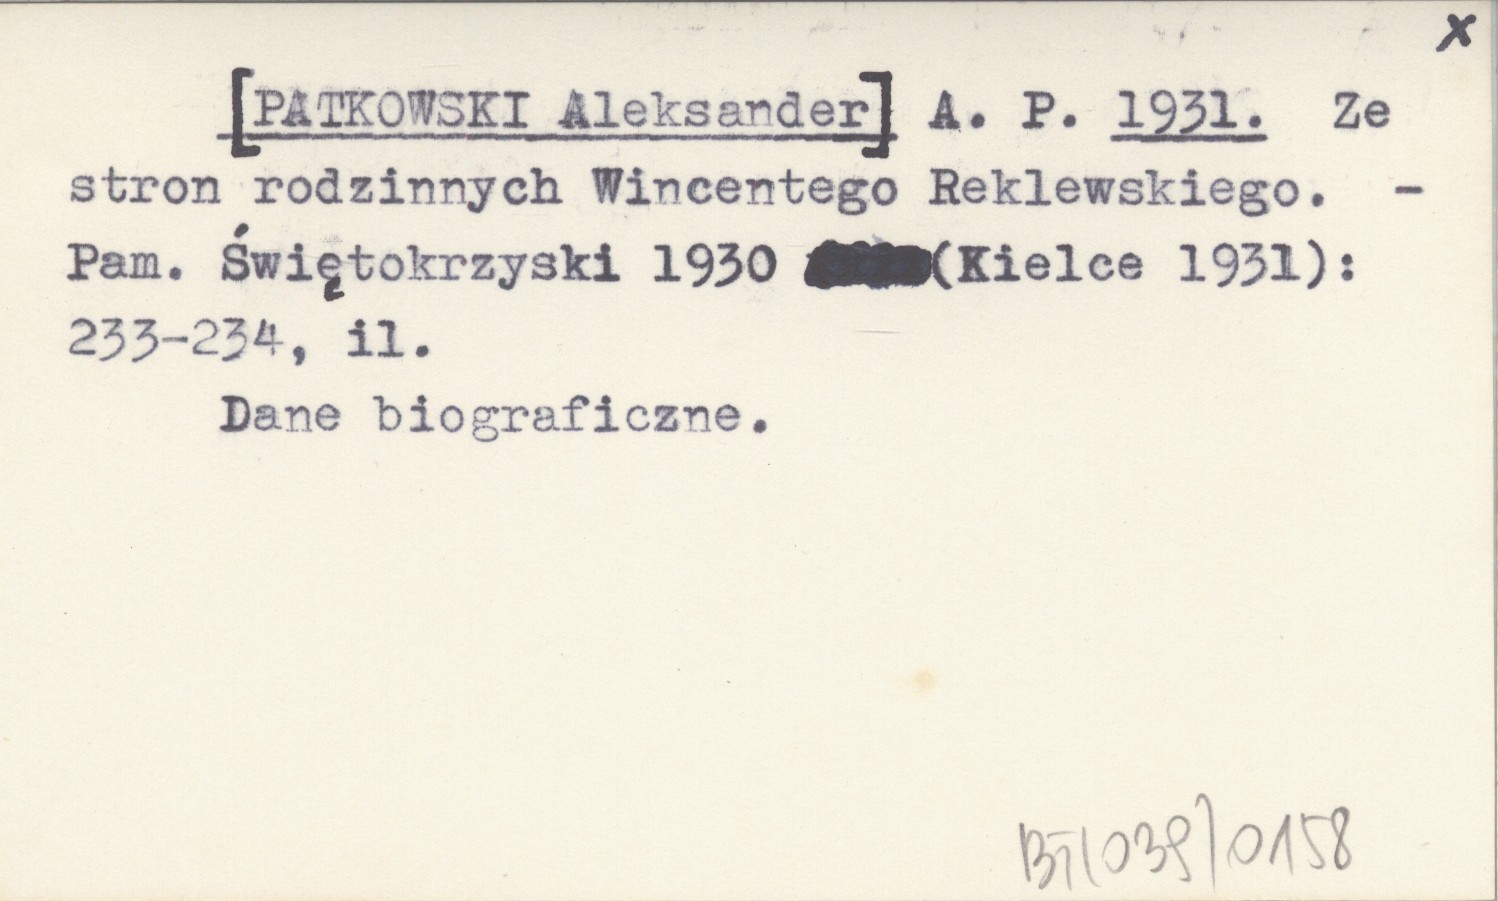 x
[PATKOWSKI Aleksander] A. P. 1931. Ze
stron rodzinnych Wincentego Reklewskiego. -
Pam. Świętokrzyski 1930 (Kielce 1931):
233-234, il.
Dane biograficzne.
BT(039)0158